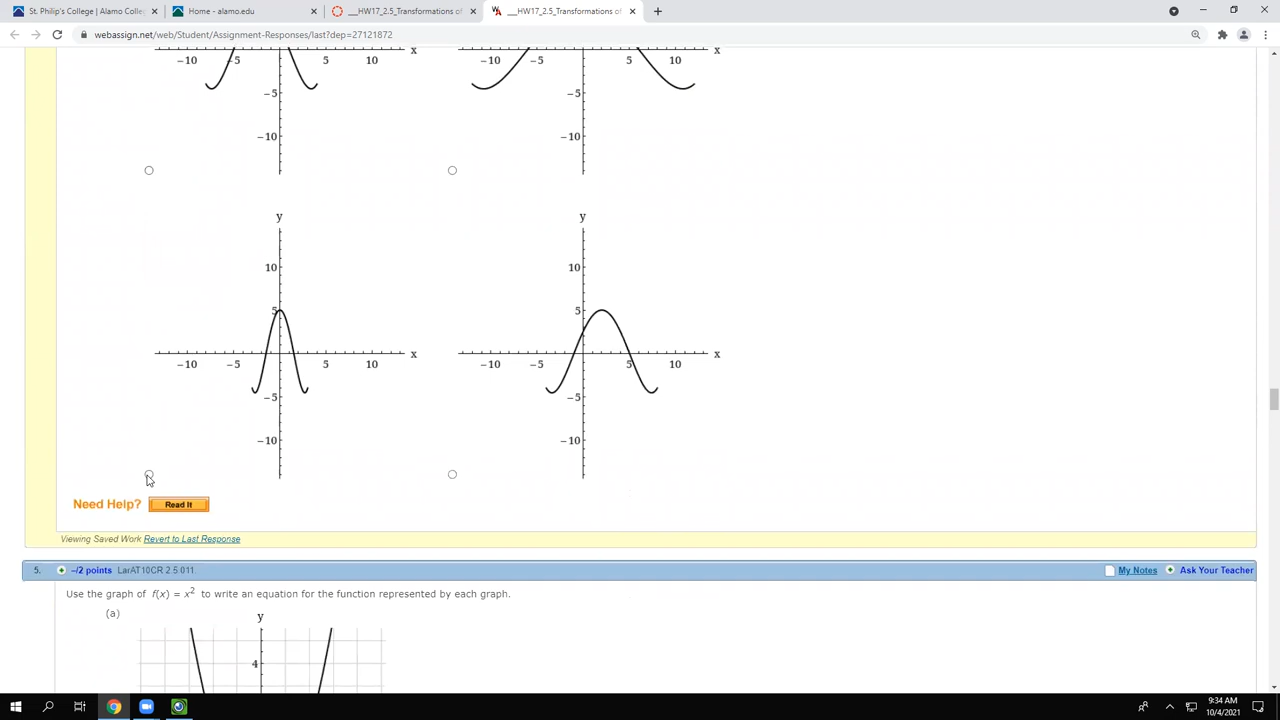 St. Philip's College | Alamo Colle
Home - alamo.edu
__HW17_2.5_Transformations of
__HW17_2.5_Transformations of
webassign.net/web/Student/Assignment-Responses/last?dep=27121872
x x
−10 −5 5 10 −10 −5 5 10
−5 −5
−10 −10
y y
10 10
5 5
x x
−10 −5 5 10 −10 −5 5 10
−5 −5
−10 −10
Need Help? Read It
Viewing Saved Work Revert to Last Response
5. –/2 points LarAT10CR 2.5.011. My Notes Ask Your Teacher
Use the graph of f(x) = x² to write an equation for the function represented by each graph.
(a)
y
4
9:34 AM
10/4/2021